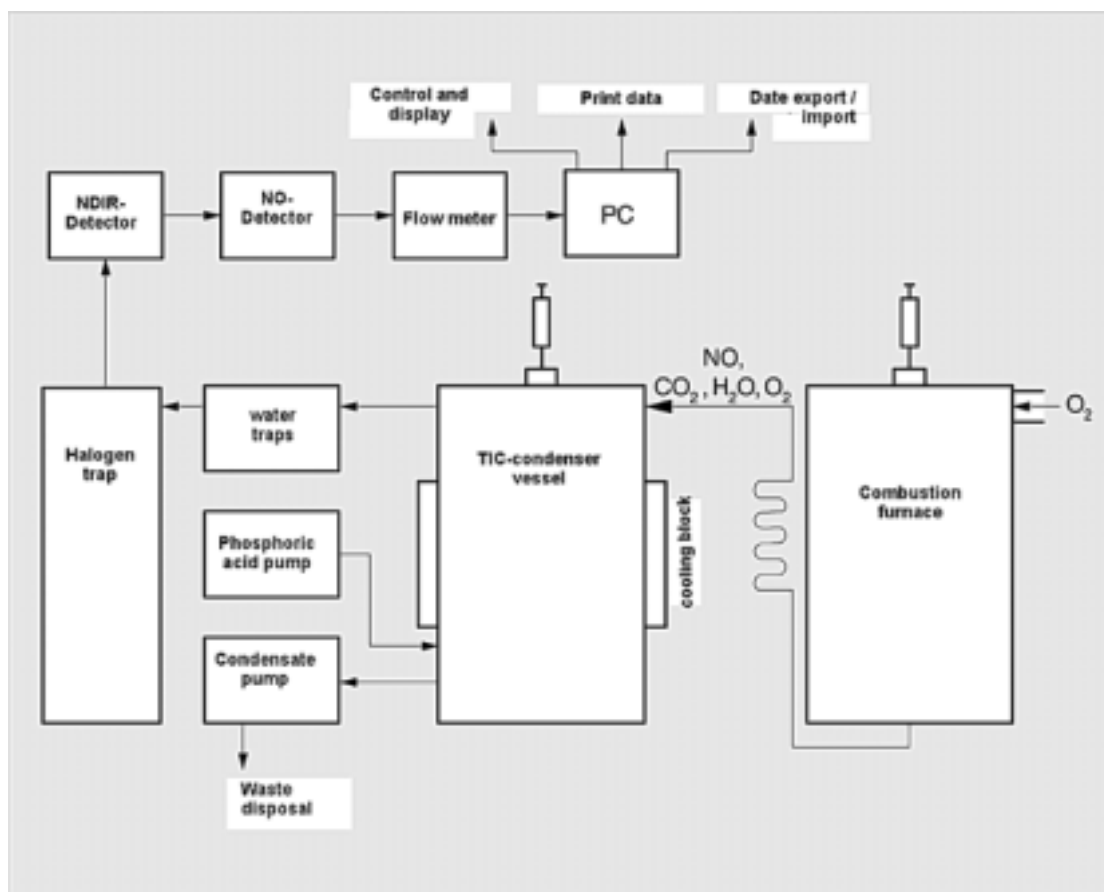 Control and
display
Print data
Date export /
import
NDIR-
Detector
NO-
Detector
Flow meter
PC
NO,
CO₂, H₂O, O₂
O₂
Halogen
trap
water
traps
TIC-condenser
vessel
cooling block
Combustion
furnace
Phosphoric
acid pump
Condensate
pump
Waste
disposal